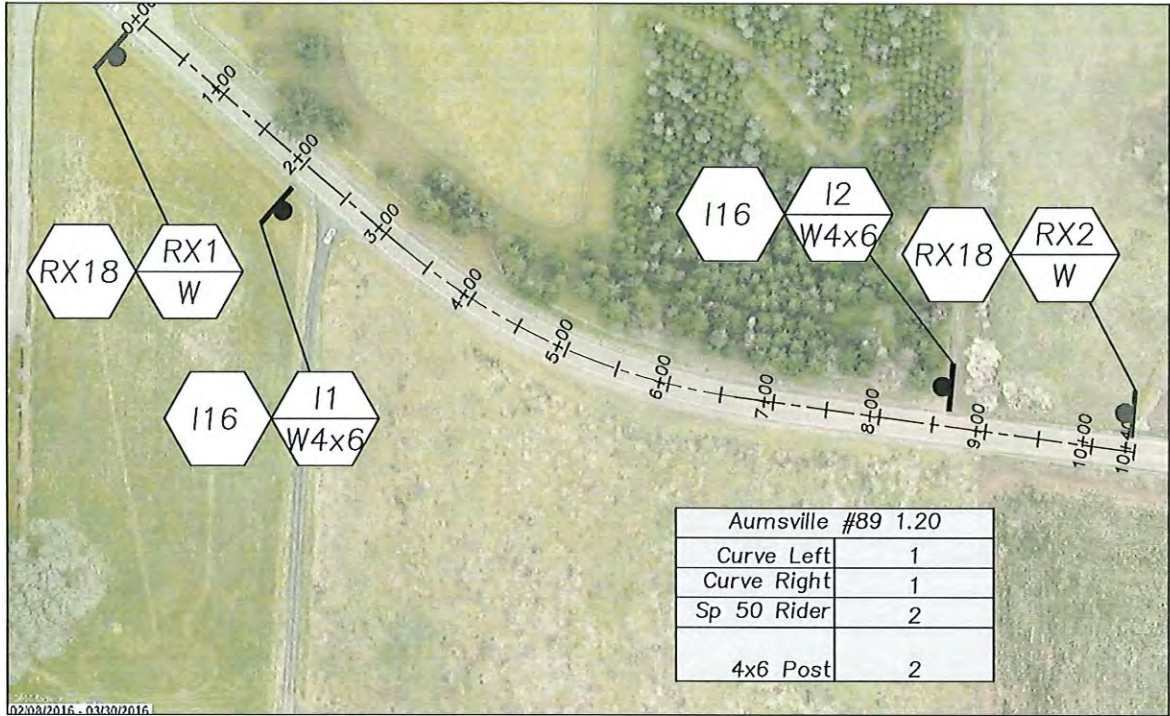 0+00
1+00
2+00
3+00
4+00
5+00
6+00
7+00
8+00
9+00
10+00
10+40
RX18
RX1
W
I16
I1
W4x6
I16
I2
W4x6
RX18
RX2
W
Aumsville #89 1.20
Curve Left 1
Curve Right 1
Sp 50 Rider 2
4x6 Post 2
02/08/2016 - 03/30/2016